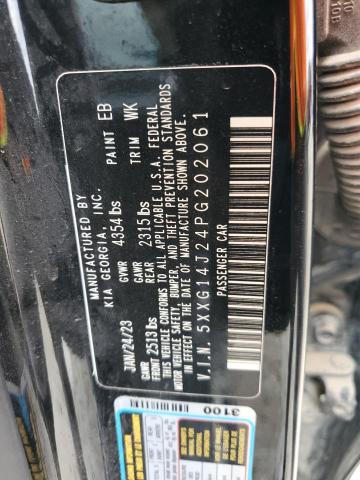 MANUFACTURED BY
KIA GEORGIA, INC.
JAN/24/23 4354 lbs PAINT EB
GAWR GVWR
FRONT 2513 lbs GAWR REAR 2315 lbs TRIM WK
THIS VEHICLE CONFORMS TO ALL APPLICABLE U.S.A. FEDERAL
MOTOR VEHICLE SAFETY, BUMPER, AND THEFT PREVENTION STANDARDS
IN EFFECT ON THE DATE OF MANUFACTURE SHOWN ABOVE.
V.I.N. 5XXG14J24PG202061
PASSENGER CAR
3100